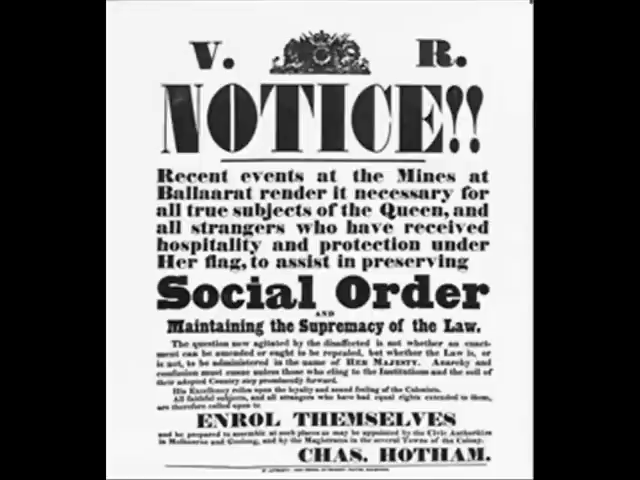 V. R.
NOTICE!!
Recent events at the Mines at
Ballaarat render it necessary for
all true subjects of the Queen, and
all strangers who have received
hospitality and protection under
Her flag, to assist in preserving
Social Order
AND
Maintaining the Supremacy of the Law.
The question now agitated by the disaffected is not whether an enact-
ment can be amended or ought to be repealed, but whether the Law is, or
is not, to be administered in the name of HER MAJESTY. Anarchy and
confusion must ensue unless those who cling to the Institutions and the soil of
their adopted Country step prominently forward.
His Excellency relies upon the loyalty and sound feeling of the Colonists.
All faithful subjects, and all strangers who have had equal rights extended to them,
are therefore called upon to
ENROL THEMSELVES
and be prepared to assemble at such places as may be appointed by the Civic Authorities
in Melbourne and Geelong, and by the Magistrates in the several Towns of the Colony.
CHAS. HOTHAM.